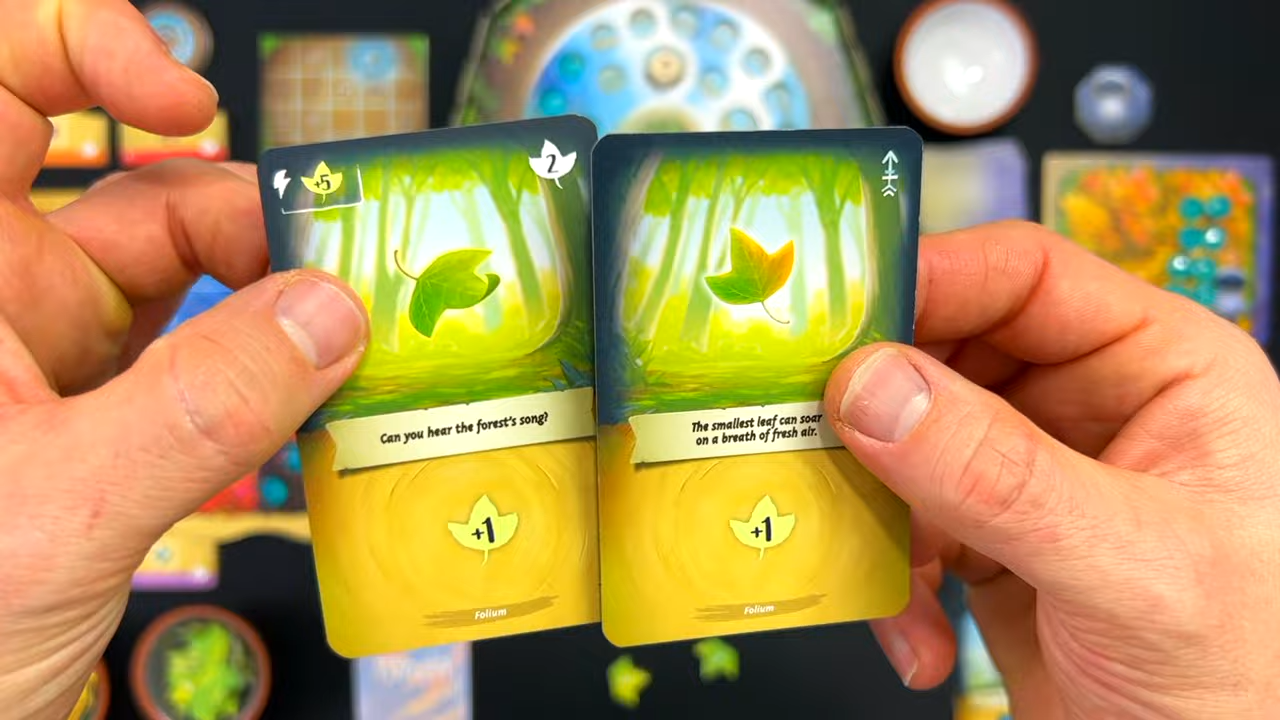 +5
2
Can you hear the forest's song?
+1
Folium
The smallest leaf can soar
on a breath of fresh air.
+1
Folium